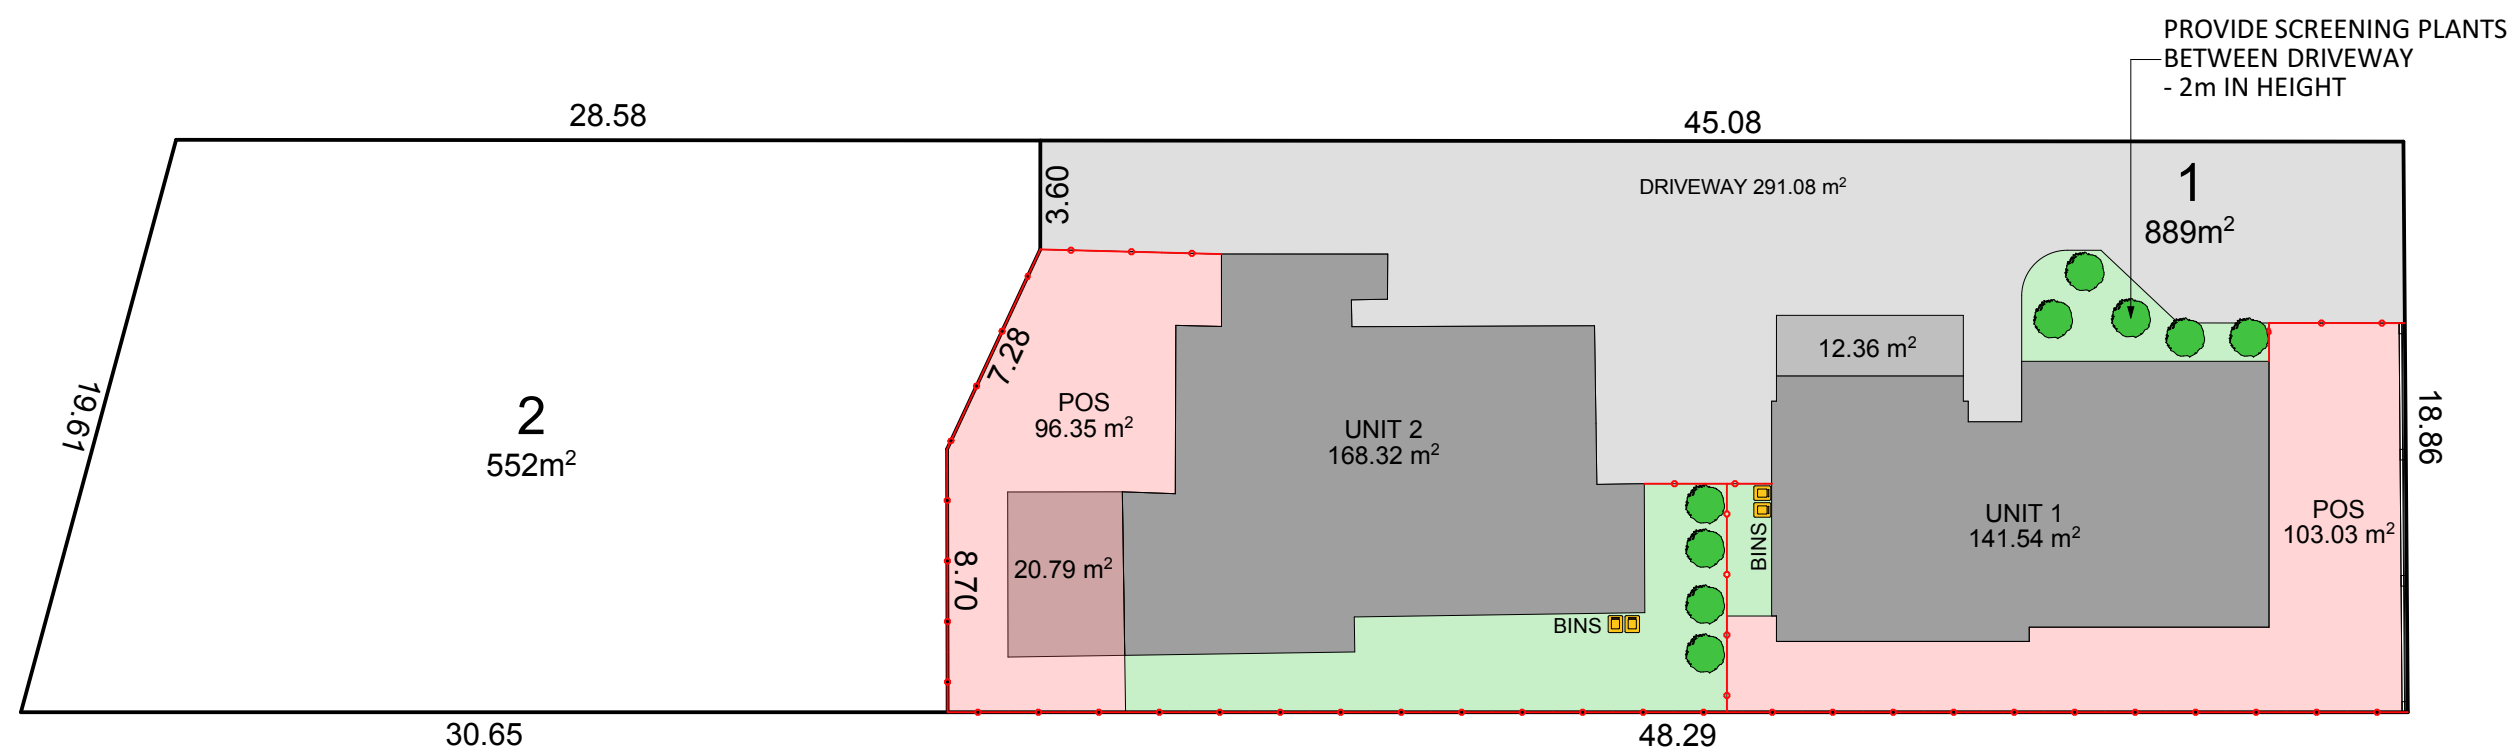 PROVIDE SCREENING PLANTS
BETWEEN DRIVEWAY
- 2m IN HEIGHT
28.58
45.08
3.60
DRIVEWAY 291.08 m²
1
889m²
7.28
12.36 m²
19.61
2
552m²
POS
96.35 m²
UNIT 2
168.32 m²
18.86
UNIT 1
141.54 m²
POS
103.03 m²
BINS
8.70
20.79 m²
BINS
30.65
48.29